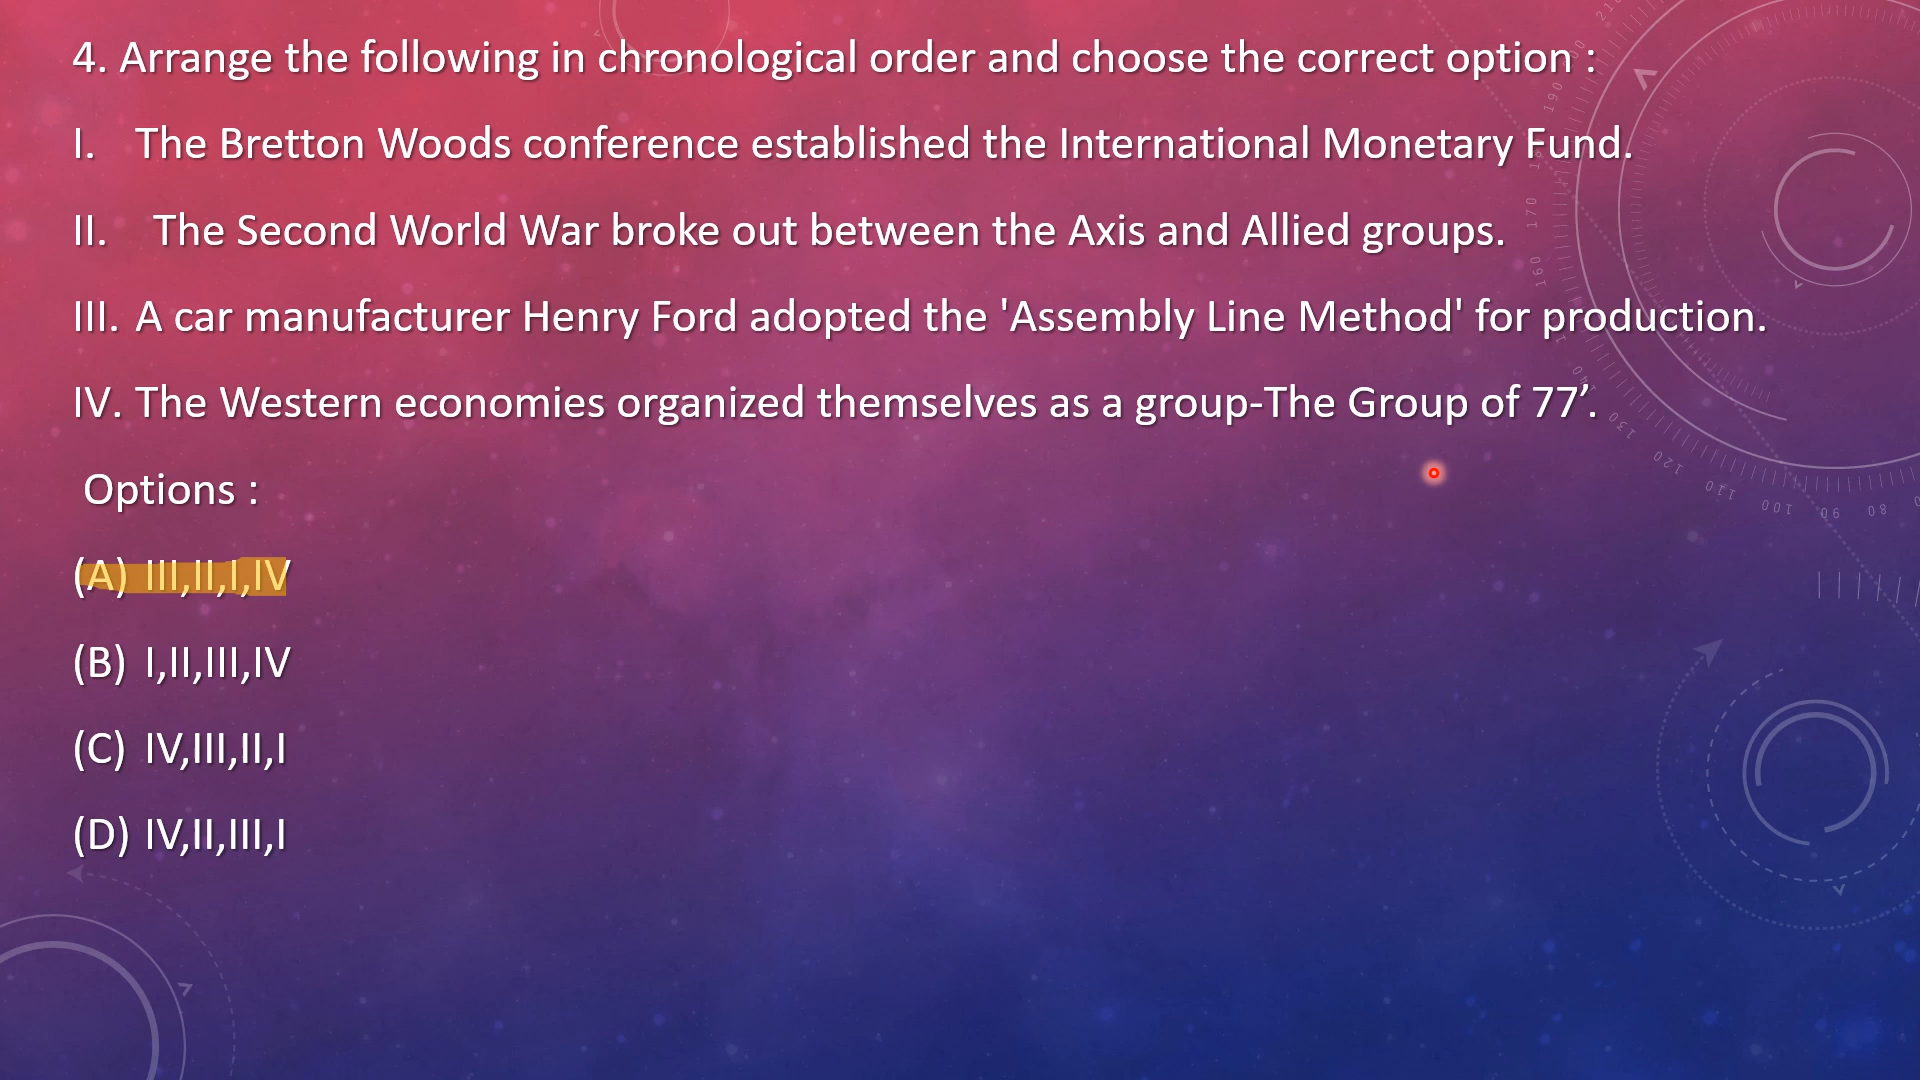 4. Arrange the following in chronological order and choose the correct option :
I. The Bretton Woods conference established the International Monetary Fund.
II. The Second World War broke out between the Axis and Allied groups.
III. A car manufacturer Henry Ford adopted the 'Assembly Line Method' for production.
IV. The Western economies organized themselves as a group-The Group of 77’.
Options :
(A) III,II,I,IV
(B) I,II,III,IV
(C) IV,III,II,I
(D) IV,II,III,I